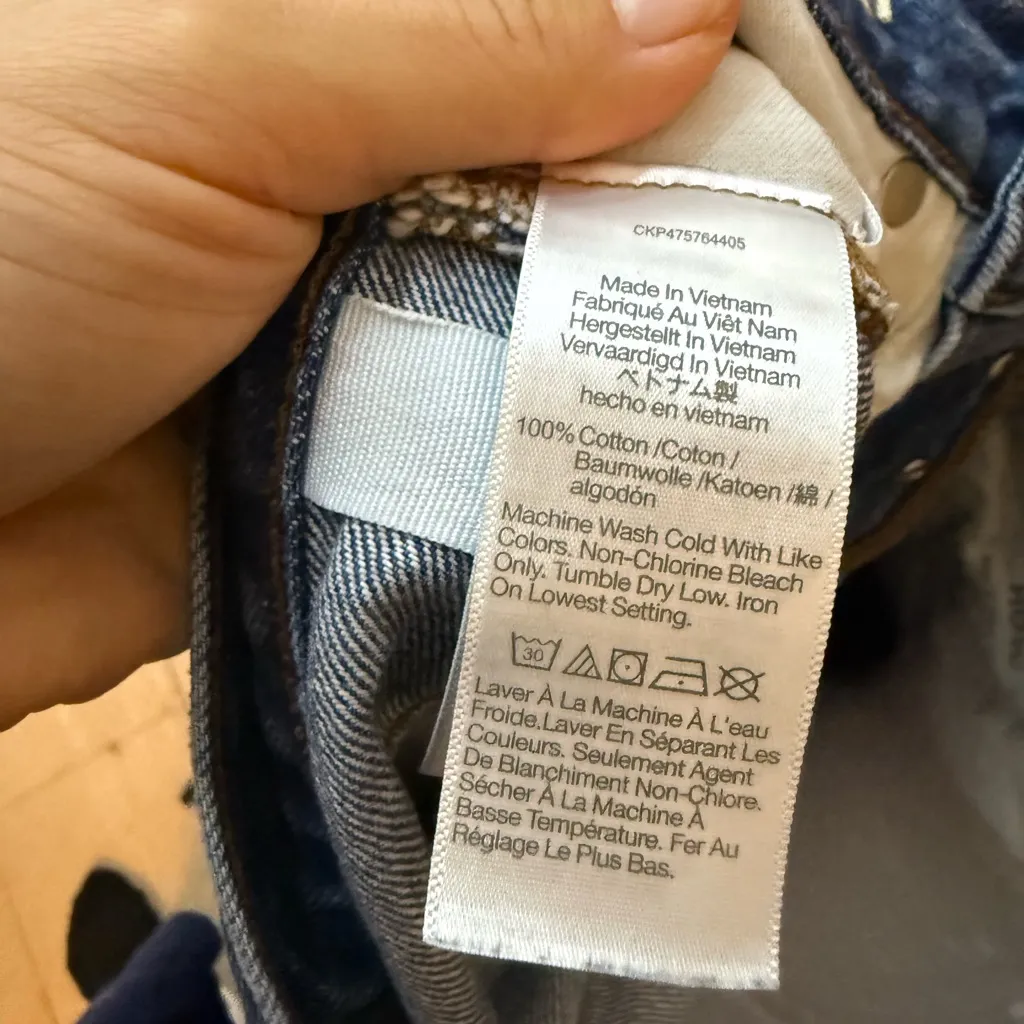 CKP475764405
Made In Vietnam
Fabriqué Au Viêt Nam
Hergestellt In Vietnam
Vervaardigd In Vietnam
ベトナム製
hecho en vietnam
100% Cotton /Coton /
Baumwolle /Katoen /綿 /
algodón
Machine Wash Cold With Like
Colors. Non-Chlorine Bleach
Only. Tumble Dry Low. Iron
On Lowest Setting.
30
Laver À La Machine À L'eau
Froide.Laver En Séparant Les
Couleurs. Seulement Agent
De Blanchiment Non-Chlore.
Sécher À La Machine À
Basse Température. Fer Au
Réglage Le Plus Bas.